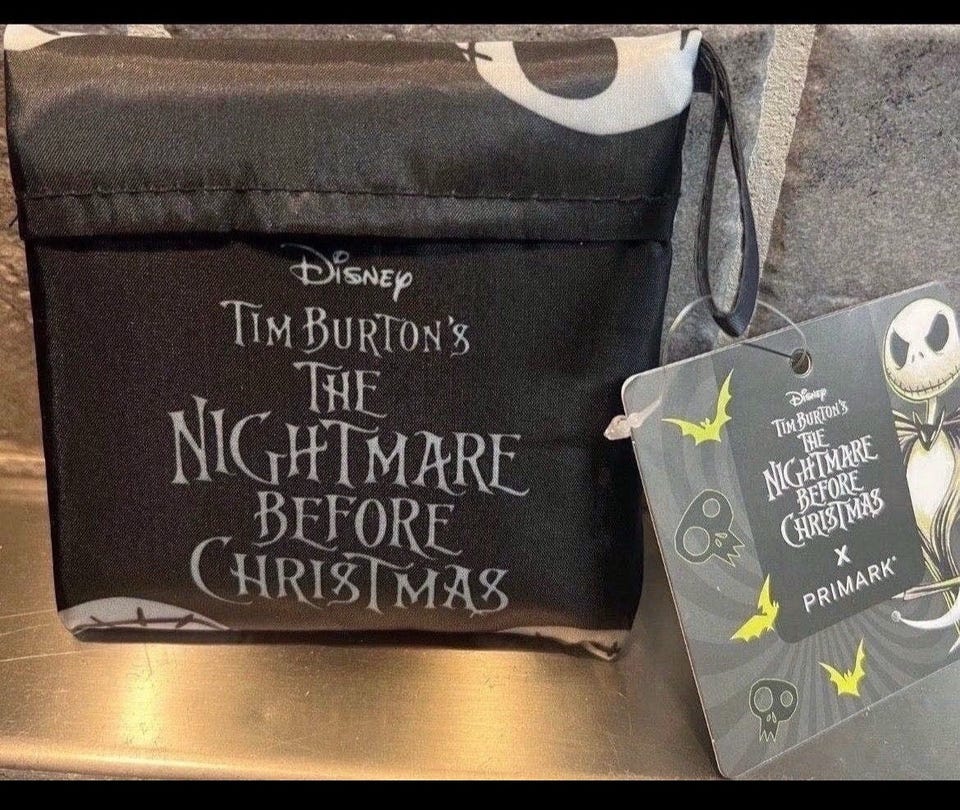 Disney
TIM BURTON'S
THE
NIGHTMARE
BEFORE
CHRISTMAS
Disney
TIM BURTON'S
THE
NIGHTMARE
BEFORE
CHRISTMAS
X
PRIMARK®